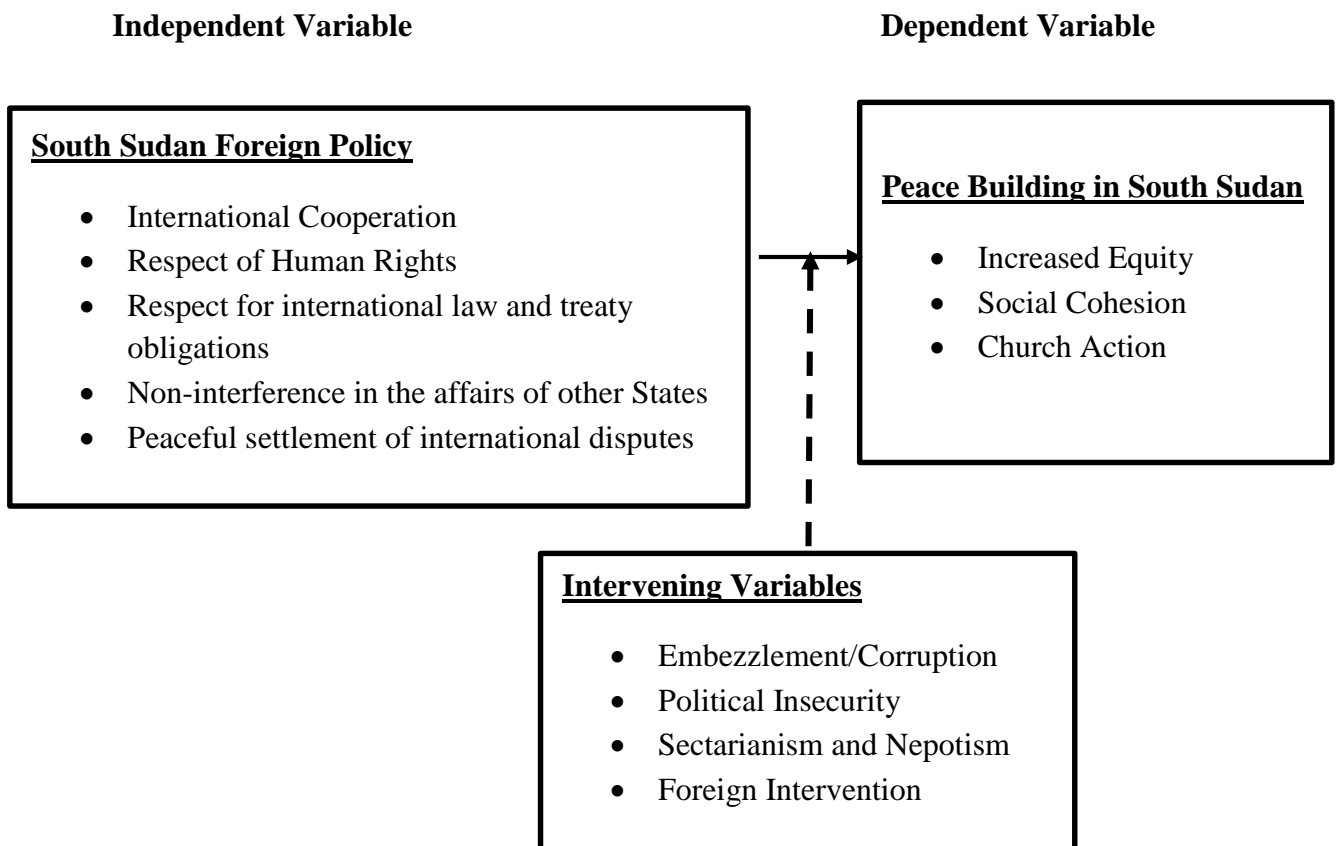 Independent Variable
Dependent Variable
South Sudan Foreign Policy
• International Cooperation
• Respect of Human Rights
• Respect for international law and treaty
obligations
• Non-interference in the affairs of other States
• Peaceful settlement of international disputes
Peace Building in South Sudan
• Increased Equity
• Social Cohesion
• Church Action
Intervening Variables
• Embezzlement/Corruption
• Political Insecurity
• Sectarianism and Nepotism
• Foreign Intervention